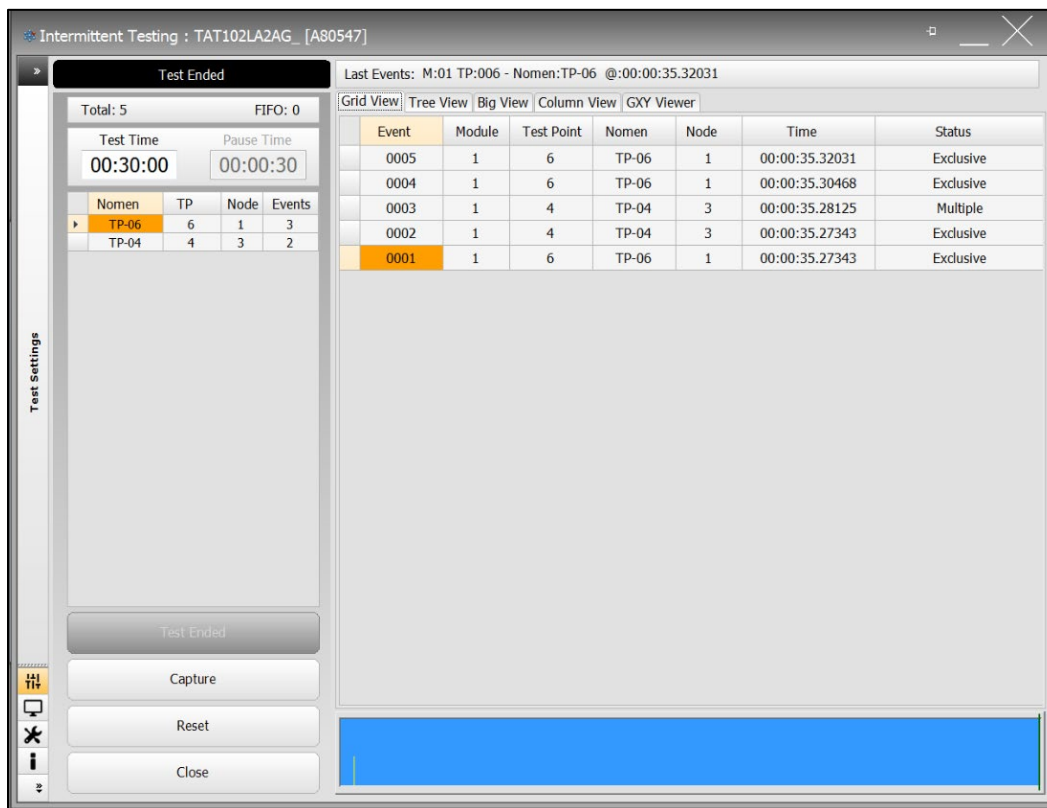 Intermittent Testing : TAT102LA2AG_ [A80547]
Test Settings
Test Ended
Total: 5 FIFO: 0
Test Time Pause Time
00:30:00 00:00:30
Nomen TP Node Events
TP-06 6 1 3
TP-04 4 3 2
Test Ended
Capture
Reset
Close
Last Events: M:01 TP:006 - Nomen:TP-06 @:00:00:35.32031
Grid View Tree View Big View Column View GXY Viewer
Event Module Test Point Nomen Node Time Status
0005 1 6 TP-06 1 00:00:35.32031 Exclusive
0004 1 6 TP-06 1 00:00:35.30468 Exclusive
0003 1 4 TP-04 3 00:00:35.28125 Multiple
0002 1 4 TP-04 3 00:00:35.27343 Exclusive
0001 1 6 TP-06 1 00:00:35.27343 Exclusive